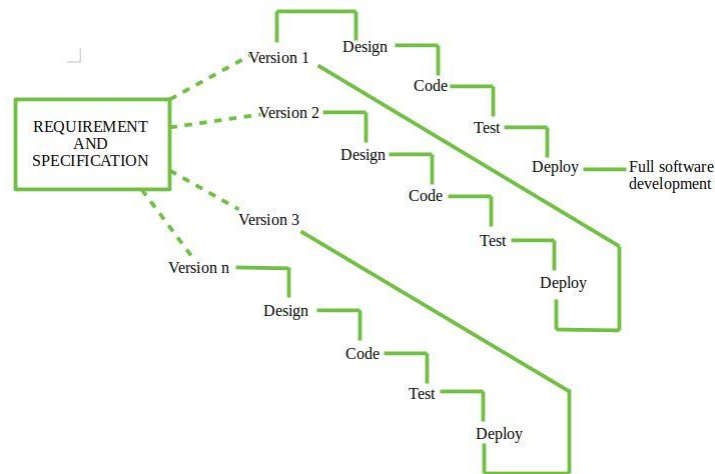 Version 1
Design
Code
Test
Deploy
Full software
development
REQUIREMENT
AND
SPECIFICATION
Version 2
Design
Code
Test
Deploy
Version 3
Version n
Design
Code
Test
Deploy